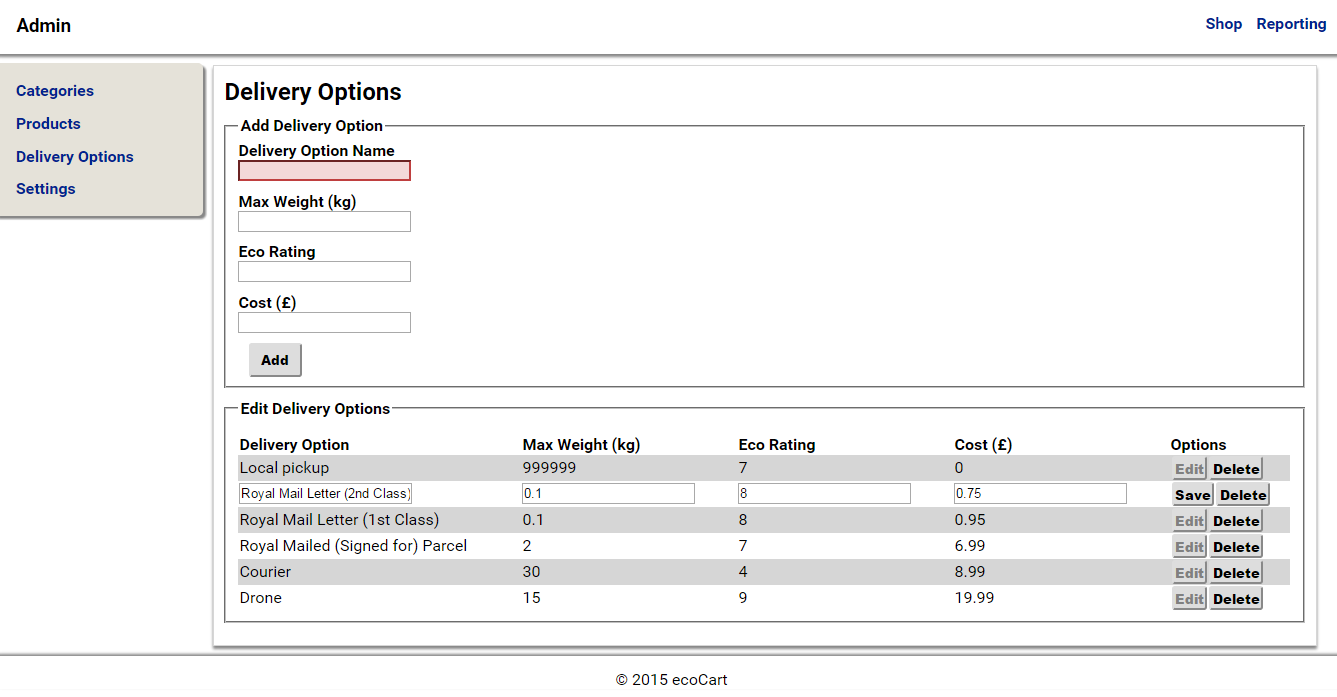 Admin
Shop Reporting
Categories
Products
Delivery Options
Settings
Delivery Options
Add Delivery Option
Delivery Option Name
Max Weight (kg)
Eco Rating
Cost (£)
Add
Edit Delivery Options
Delivery Option Max Weight (kg) Eco Rating Cost (£) Options
Local pickup 999999 7 0 Edit Delete
Royal Mail Letter (2nd Class) 0.1 8 0.75 Save Delete
Royal Mail Letter (1st Class) 0.1 8 0.95 Edit Delete
Royal Mailed (Signed for) Parcel 2 7 6.99 Edit Delete
Courier 30 4 8.99 Edit Delete
Drone 15 9 19.99 Edit Delete
© 2015 ecoCart